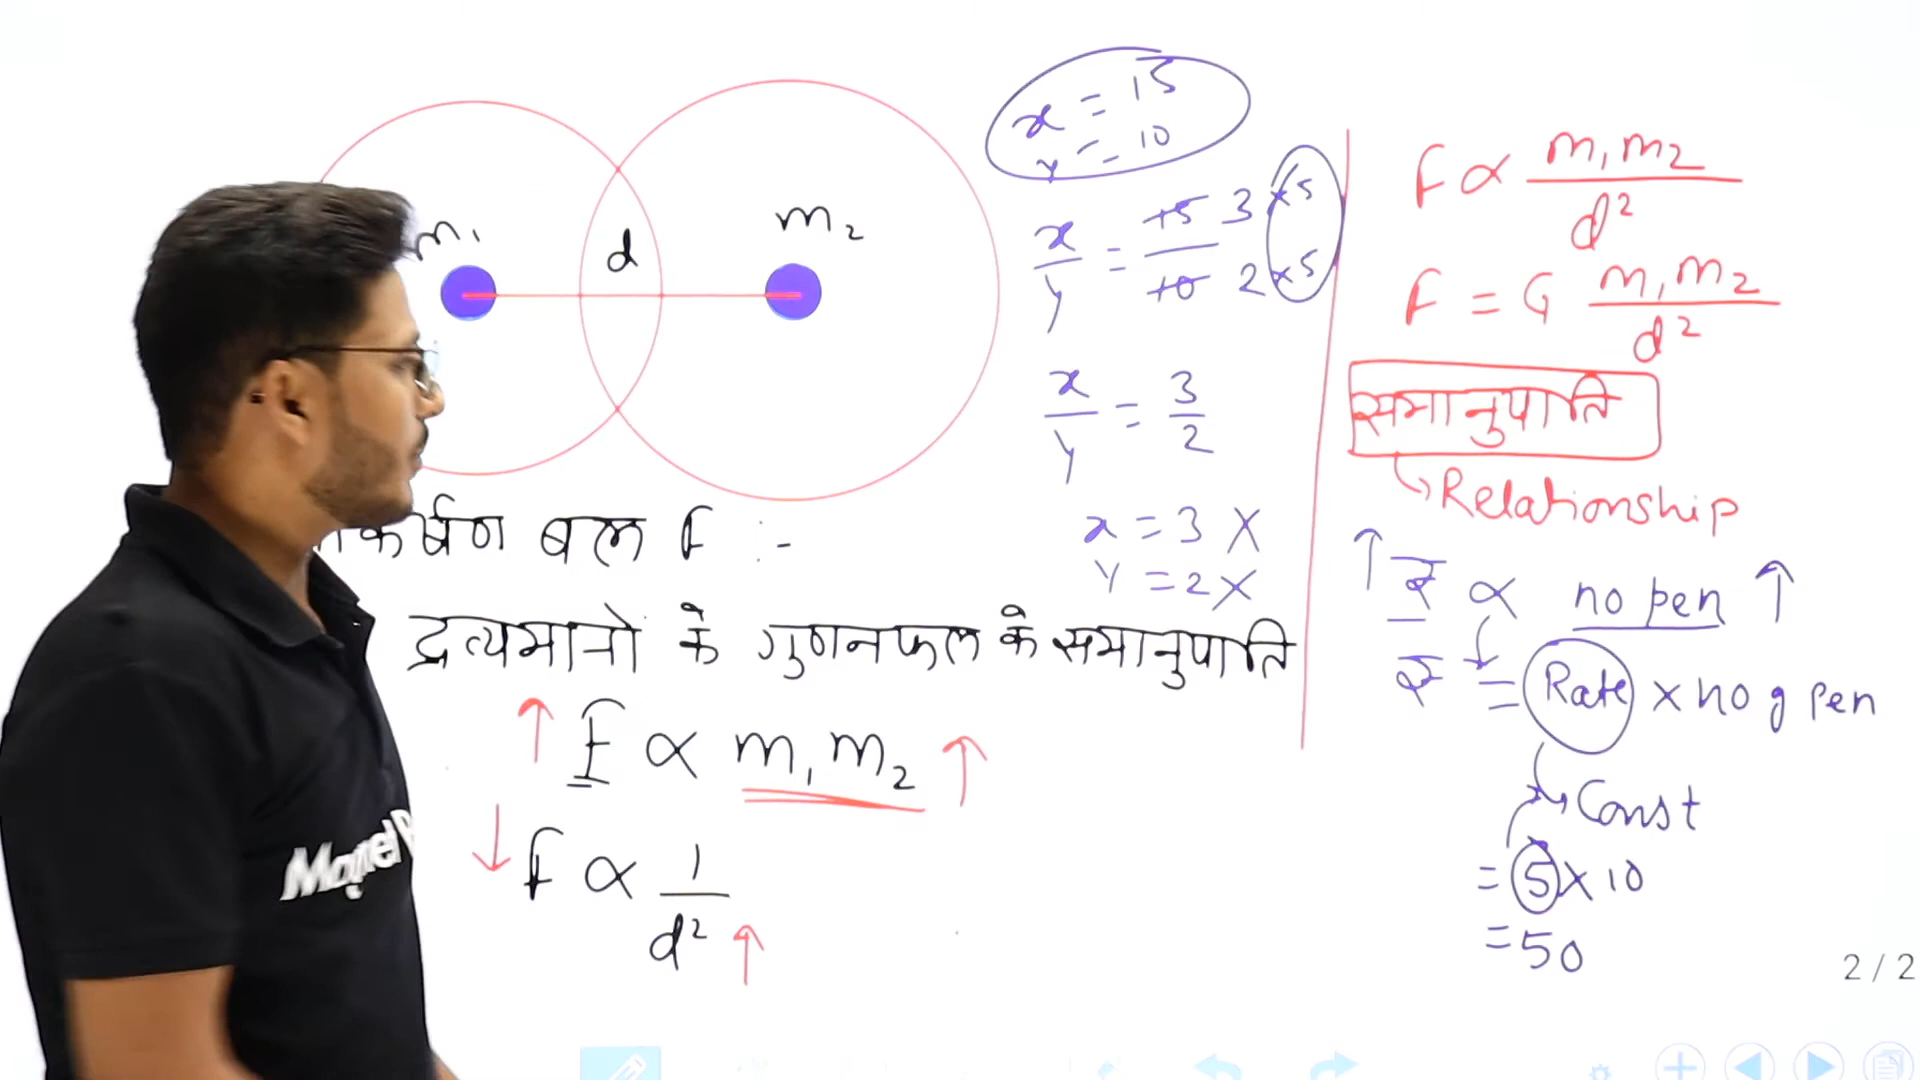 m₁
d
m₂
कर्षण बल F :-
द्रव्यमानो के गुणनफल के समानुपाति
F ∝ m₁m₂
F ∝ 1/d²
x = 15
y = 10
x/y = 15/10 3×5/2×5
x/y = 3/2
x = 3X
y = 2X
F ∝ m₁m₂/d²
F = G m₁m₂/d²
समानुपाति
Relationship
₹ ∝ no pen
₹ = Rate × no of pen
Const
= 5 × 10
= 50
2 / 2